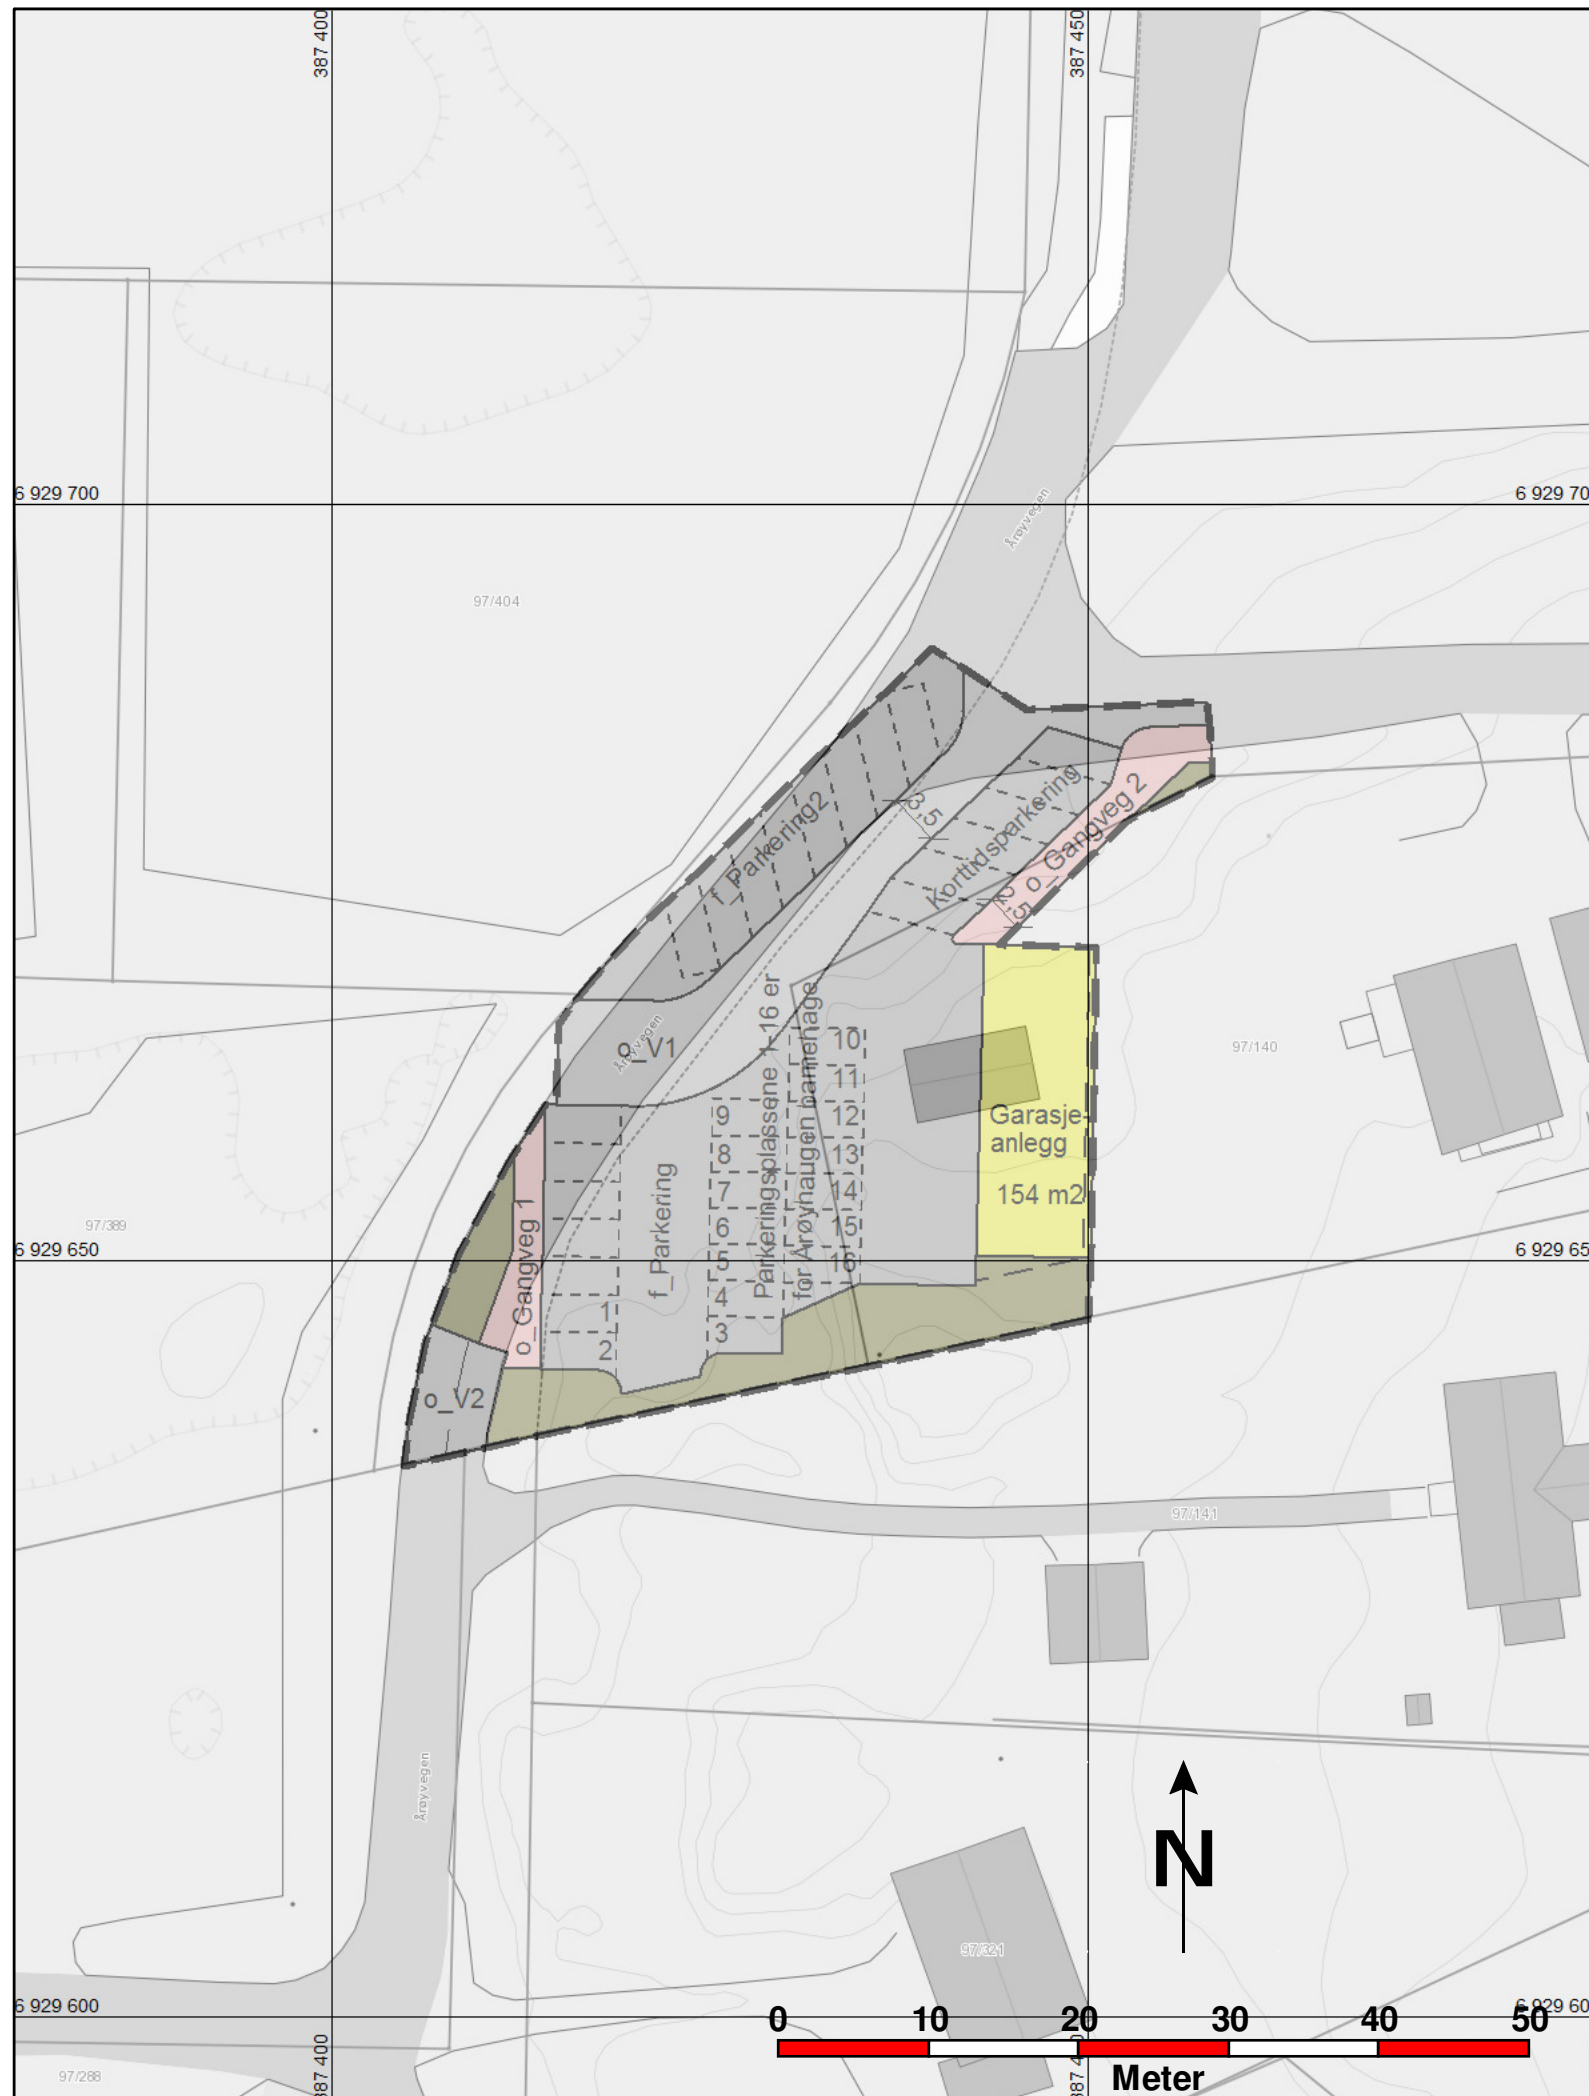 387 400
387 450
6 929 700
6 929 70
Årøyvegen
97/404
f_Parkering2
3,5
Korttidsparkering
o_Gangveg 2
2,5
o_V1
Årøyvegen
Parkeringsplassene 1-16 er
for Årøyhaugen barnehage
10
11
12
13
14
15
16
9
8
7
6
5
4
3
1
2
f_Parkering
o_Gangveg 1
Garasje-
anlegg
154 m2
97/140
97/389
6 929 650
6 929 65
o_V2
97/141
Årøyvegen
N
97/321
6 929 600
6 929 60
0 10 20 30 40 50
Meter
97/288